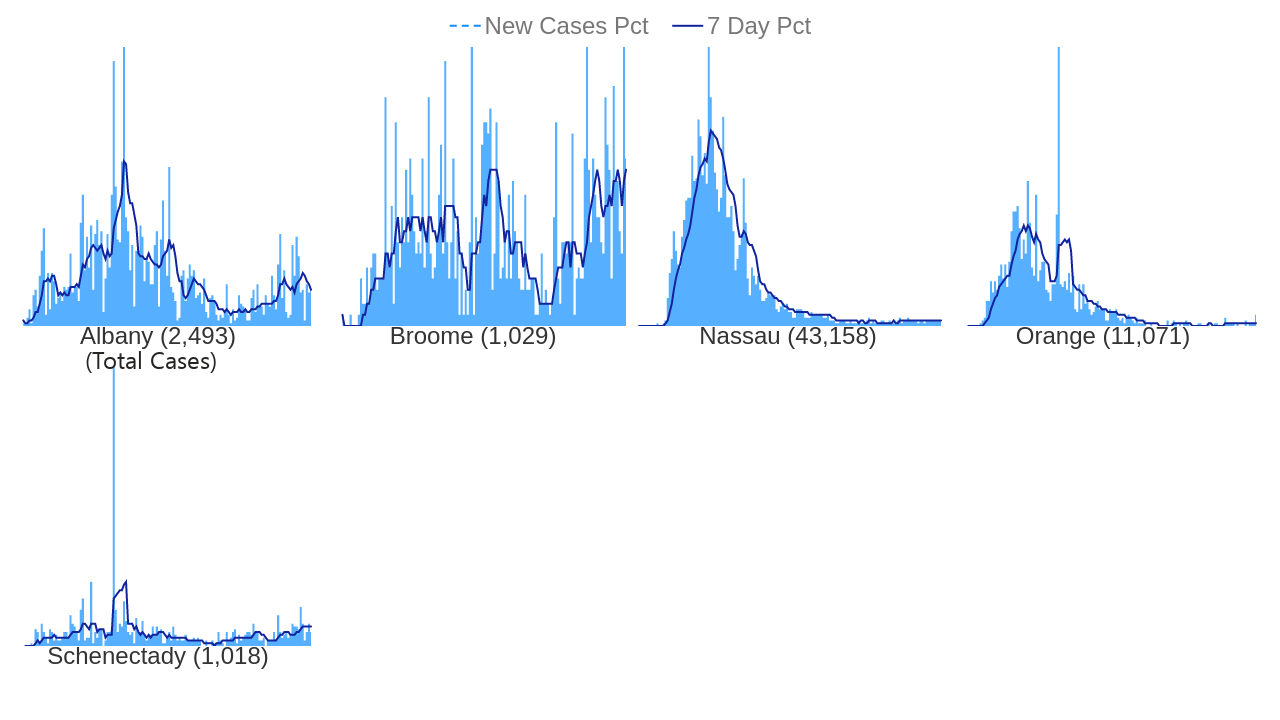 New Cases Pct 7 Day Pct
Albany (2,493)
(Total Cases)
Broome (1,029)
Nassau (43,158)
Orange (11,071)
Schenectady (1,018)